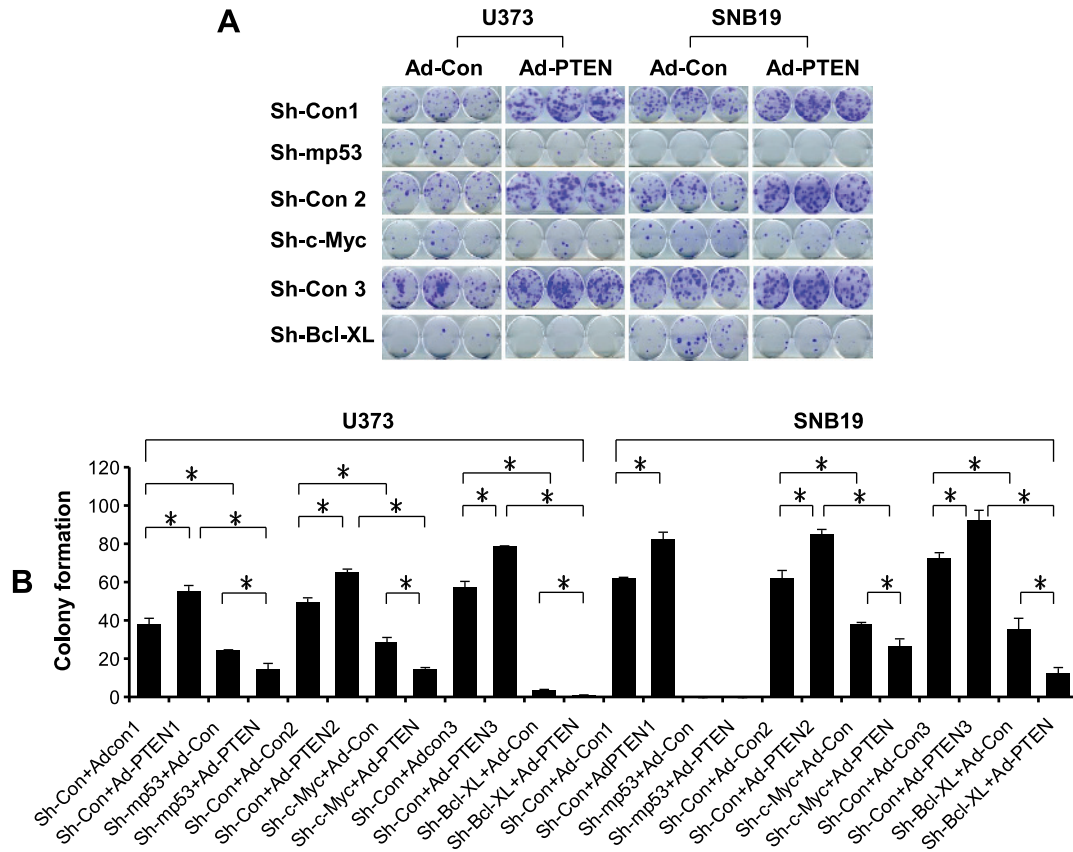 A
U373 SNB19
Ad-Con Ad-PTEN Ad-Con Ad-PTEN
Sh-Con1
Sh-mp53
Sh-Con 2
Sh-c-Myc
Sh-Con 3
Sh-Bcl-XL
U373 SNB19
B
Colony formation
120
100
80
60
40
20
0
* * * * * * * * * * * * * * * * * * * * * * *
Sh-Con+Adcon1
Sh-Con+Ad-PTEN1
Sh-mp53+Ad-Con
Sh-mp53+Ad-PTEN
Sh-Con+Ad-Con2
Sh-Con+Ad-PTEN2
Sh-c-Myc+Ad-Con
Sh-c-Myc+Ad-PTEN
Sh-Con+Adcon3
Sh-Con+Ad-PTEN3
Sh-Bcl-XL+Ad-Con
Sh-Bcl-XL+Ad-PTEN
Sh-Con+Ad-Con1
Sh-Con+AdPTEN1
Sh-mp53+Ad-Con
Sh-mp53+Ad-PTEN
Sh-Con+Ad-Con2
Sh-Con+Ad-PTEN2
Sh-c-Myc+Ad-Con
Sh-c-Myc+Ad-PTEN
Sh-Con+Ad-Con3
Sh-Con+Ad-PTEN3
Sh-Bcl-XL+Ad-Con
Sh-Bcl-XL+Ad-PTEN